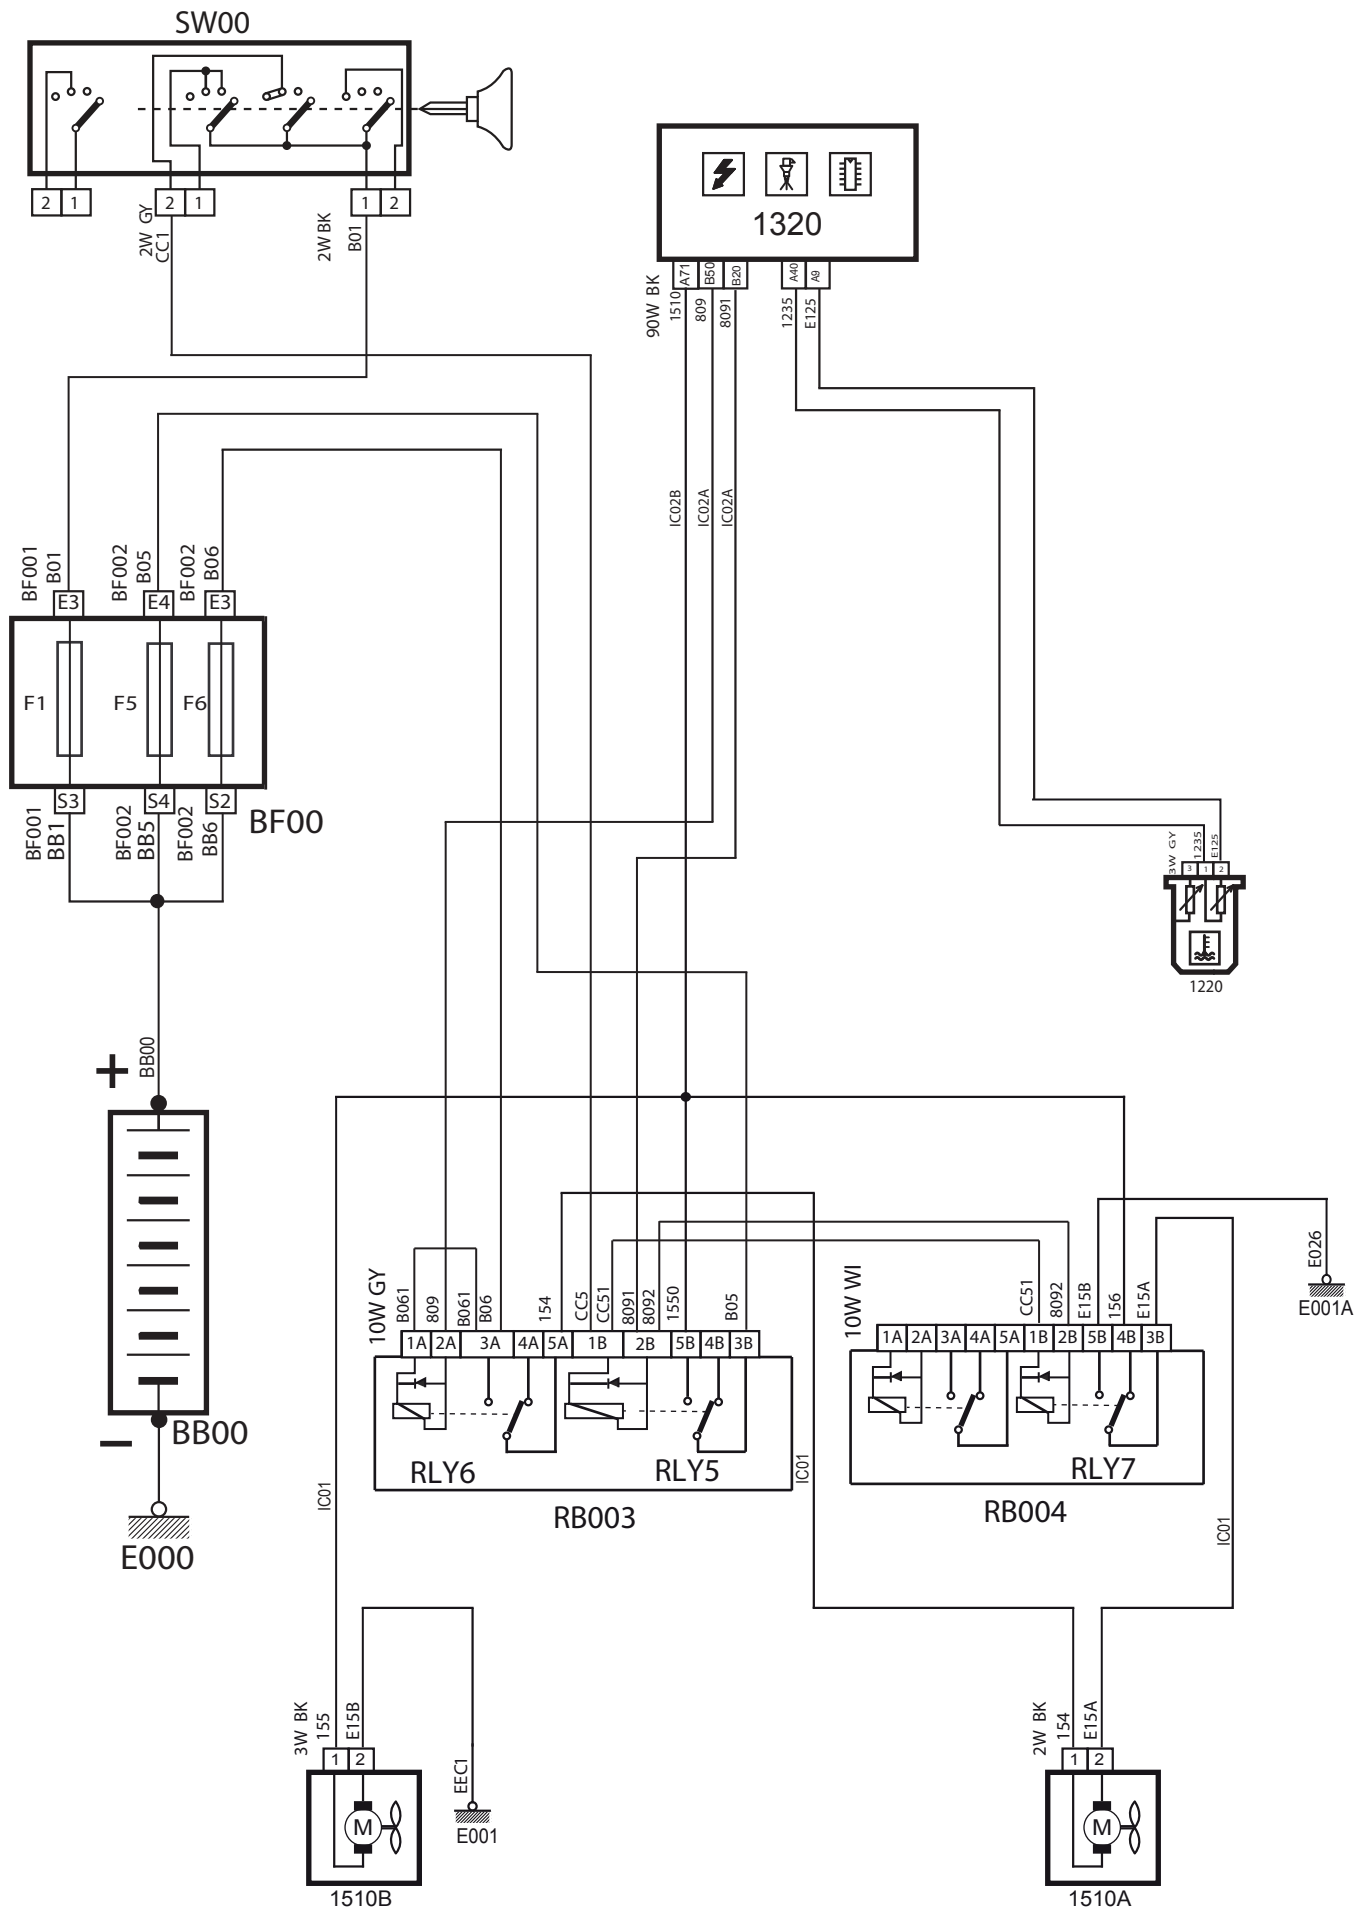 SW00
2 1 2 1 1 2
2W GY
CC1
2W BK
B01
1320
90W BK
A71 B50 B20 A40 A9
1510
809
8091
1235
E125
IC02B
IC02A
IC02A
BF001
B01
BF002
B05
BF002
B06
E3 E4 E3
F1 F5 F6
S3 S4 S2
BF001
BB1
BF002
BB5
BF002
BB6
BF00
3W GY
1235
E125
3 1 2
1220
+
BB00
BB00
−
E000
10W GY
B061
809
B061
B06
154
CC5
CC51
8091
8092
1550
B05
1A 2A 3A 4A 5A 1B 2B 5B 4B 3B
RLY6
RLY5
RB003
10W WI
CC51
8092
E15B
156
E15A
1A 2A 3A 4A 5A 1B 2B 5B 4B 3B
RLY7
RB004
E026
E001A
IC01
IC01
IC01
3W BK
155
E15B
1 2
M
1510B
EEC1
E001
2W BK
154
E15A
1 2
M
1510A